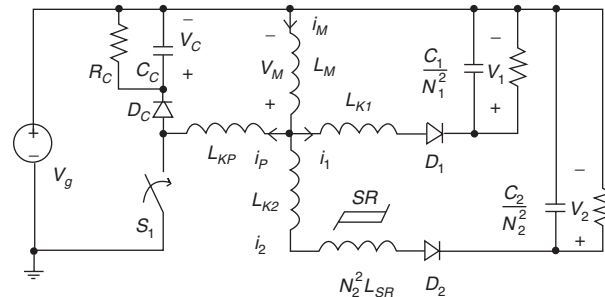 − i_M −
R_C C_C V_C + V_M + L_M
C_1/N_1^2 − V_1 +
L_K1
D_C
+ − V_g
L_KP i_P i_1 D_1
S_1
L_K2 SR
C_2/N_2^2 − V_2 +
i_2
N_2^2 L_SR D_2